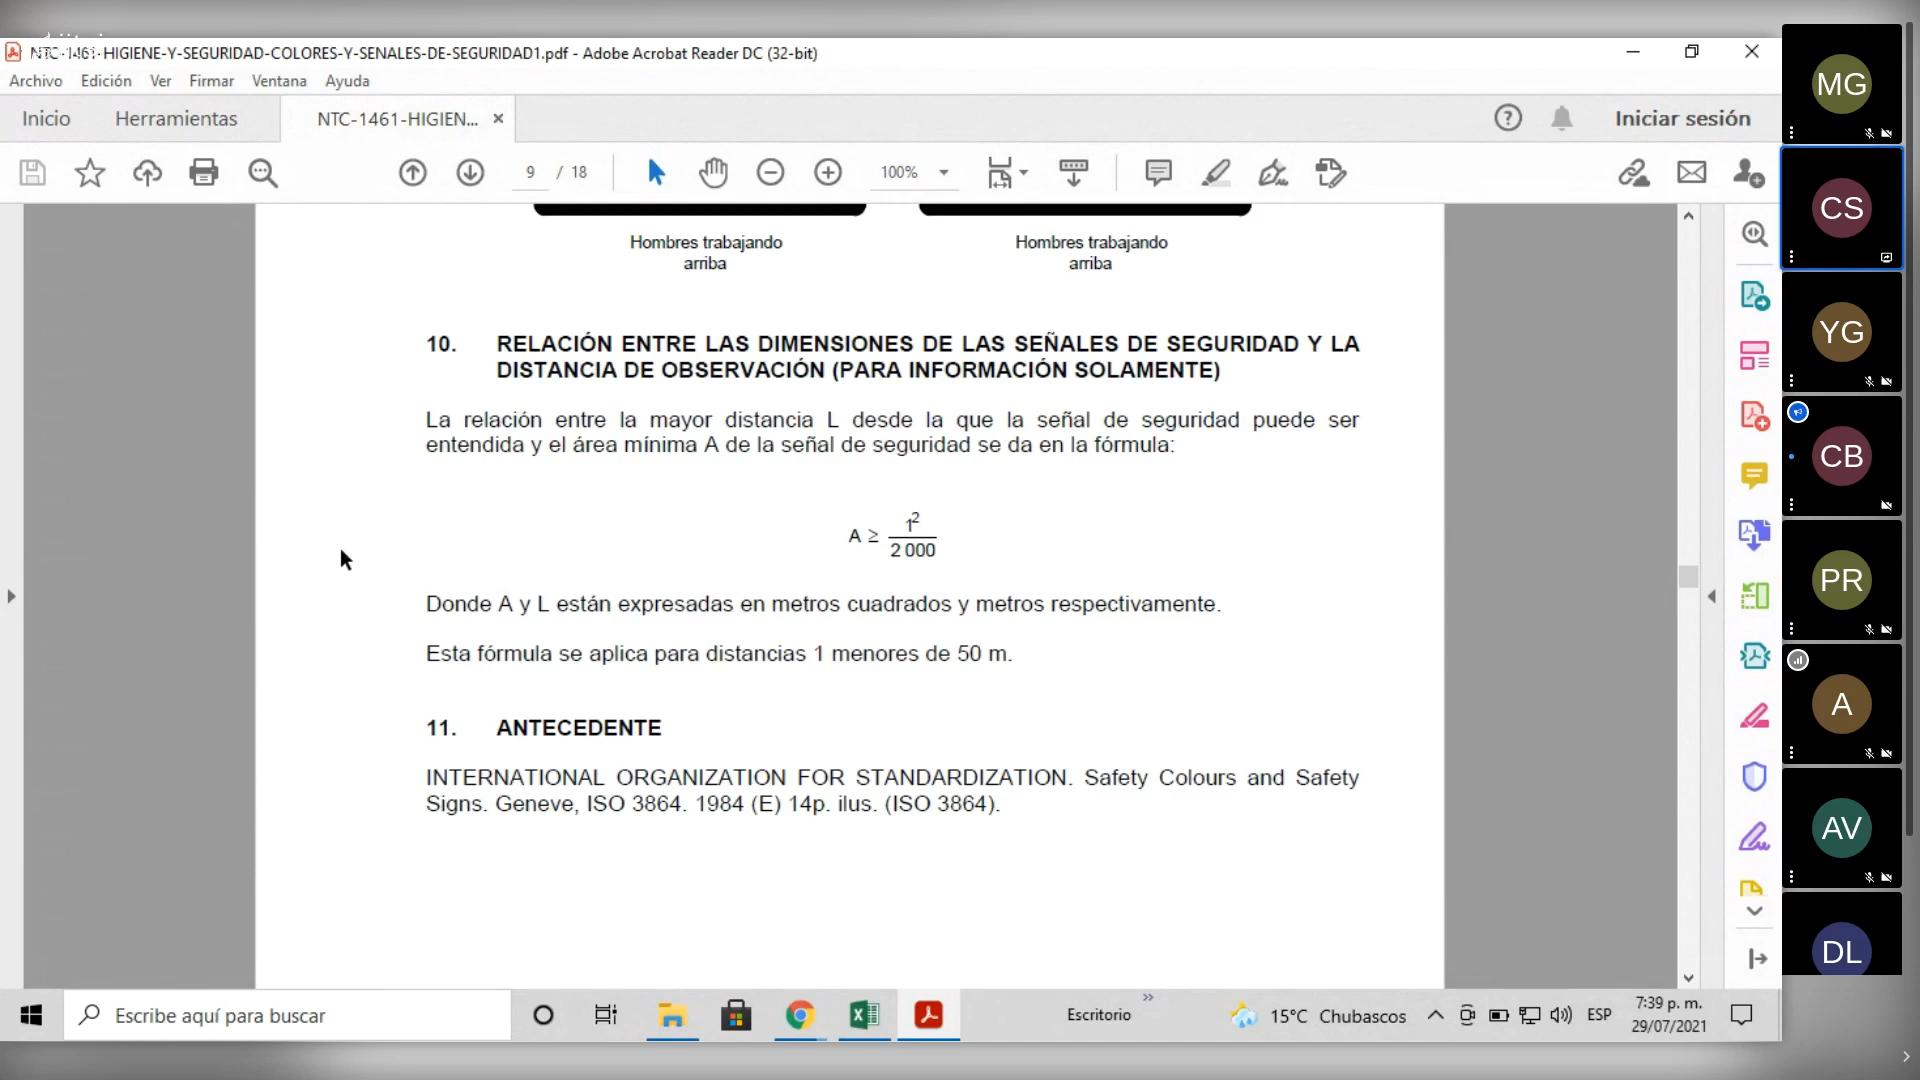 NTC-1461-HIGIENE-Y-SEGURIDAD-COLORES-Y-SENALES-DE-SEGURIDAD1.pdf - Adobe Acrobat Reader DC (32-bit)
Archivo Edición Ver Firmar Ventana Ayuda
Inicio Herramientas NTC-1461-HIGIEN... Iniciar sesión
9 / 18 100%
Hombres trabajando
arriba
Hombres trabajando
arriba
10. RELACIÓN ENTRE LAS DIMENSIONES DE LAS SEÑALES DE SEGURIDAD Y LA
DISTANCIA DE OBSERVACIÓN (PARA INFORMACIÓN SOLAMENTE)
La relación entre la mayor distancia L desde la que la señal de seguridad puede ser
entendida y el área mínima A de la señal de seguridad se da en la fórmula:
A ≥ 1² / 2 000
Donde A y L están expresadas en metros cuadrados y metros respectivamente.
Esta fórmula se aplica para distancias 1 menores de 50 m.
11. ANTECEDENTE
INTERNATIONAL ORGANIZATION FOR STANDARDIZATION. Safety Colours and Safety
Signs. Geneve, ISO 3864. 1984 (E) 14p. ilus. (ISO 3864).
MG
CS
YG
CB
PR
A
AV
DL
Escribe aquí para buscar
Escritorio
15°C Chubascos
ESP
7:39 p. m.
29/07/2021